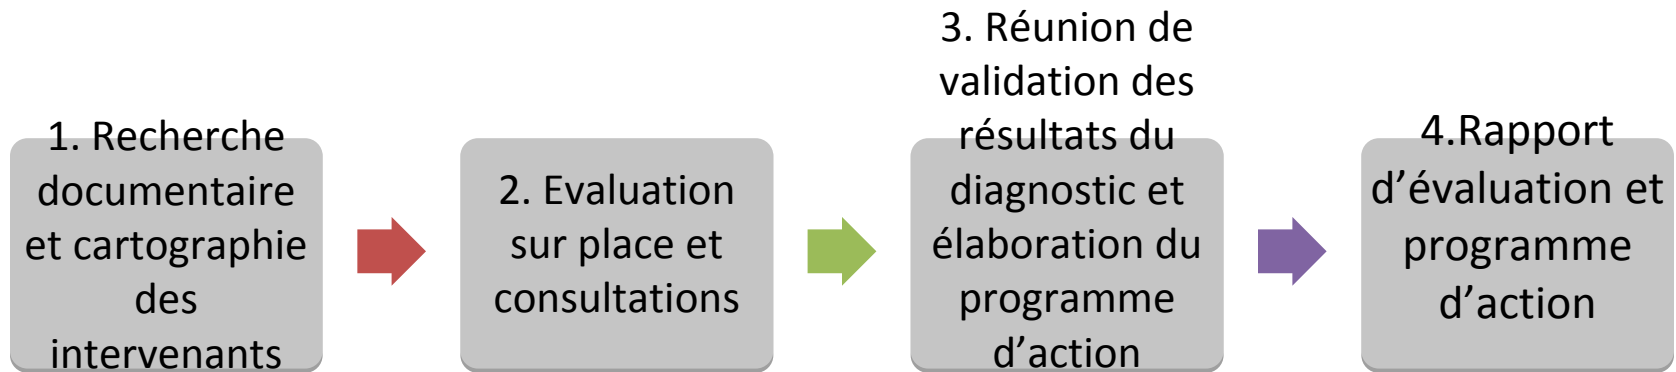 1. Recherche
documentaire
et cartographie
des
intervenants
2. Evaluation
sur place et
consultations
3. Réunion de
validation des
résultats du
diagnostic et
élaboration du
programme
d’action
4.Rapport
d’évaluation et
programme
d’action